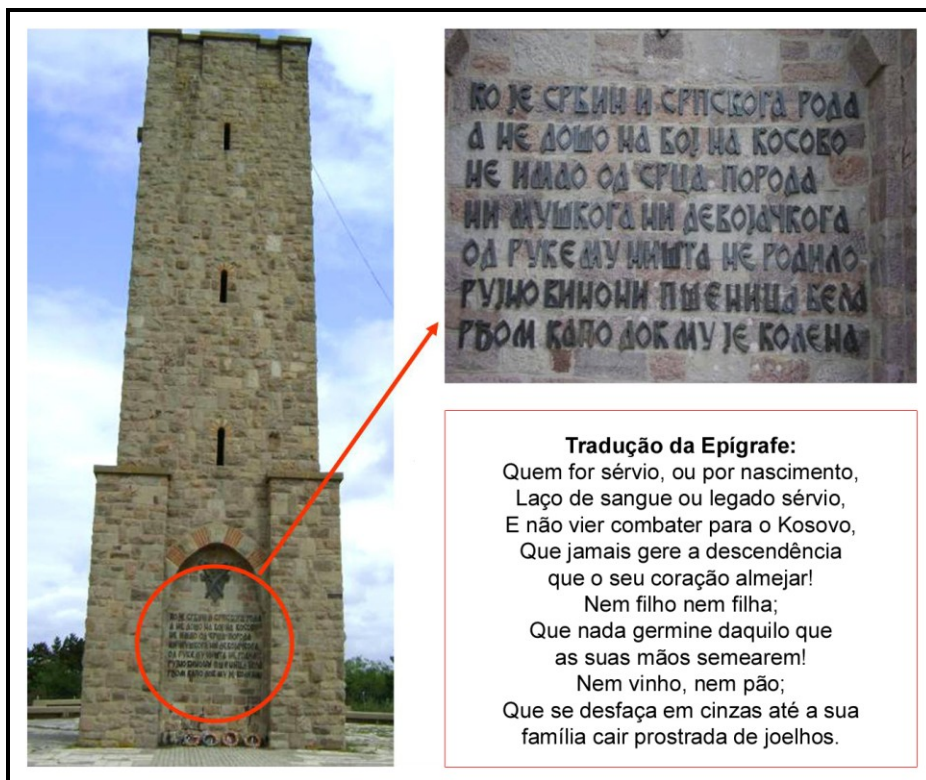 КО ЈЕ СРБИН И СРПСКОГА РОДА
А НЕ ДОШО НА БОЈ НА КОСОВО
НЕ ИМАО ОД СРЦА ПОРОДА
НИ МУШКОГА НИ ДЕВОЈАЧКОГА
ОД РУКЕ МУ НИШТА НЕ РОДИЛО
РУЈНО ВИНО НИ ПШЕНИЦА БЕЛА
РЂОМ КАПО ДОК МУ ЈЕ КОЛЕНА
Tradução da Epígrafe:
Quem for sérvio, ou por nascimento,
Laço de sangue ou legado sérvio,
E não vier combater para o Kosovo,
Que jamais gere a descendência
que o seu coração almejar!
Nem filho nem filha;
Que nada germine daquilo que
as suas mãos semearem!
Nem vinho, nem pão;
Que se desfaça em cinzas até a sua
família cair prostrada de joelhos.